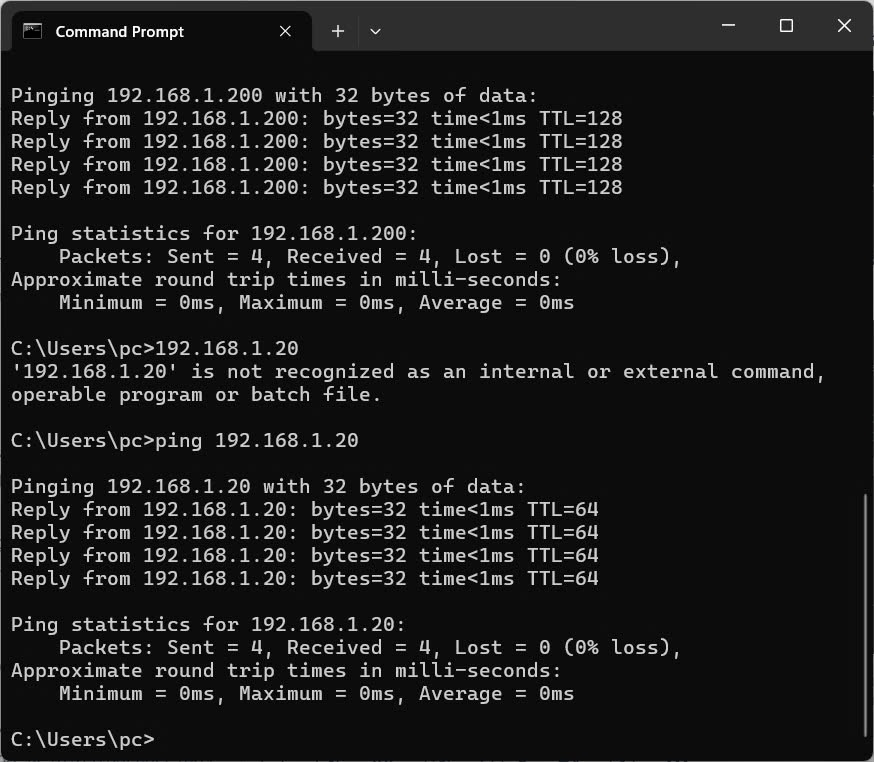 Command Prompt
Pinging 192.168.1.200 with 32 bytes of data:
Reply from 192.168.1.200: bytes=32 time<1ms TTL=128
Reply from 192.168.1.200: bytes=32 time<1ms TTL=128
Reply from 192.168.1.200: bytes=32 time<1ms TTL=128
Reply from 192.168.1.200: bytes=32 time<1ms TTL=128
Ping statistics for 192.168.1.200:
    Packets: Sent = 4, Received = 4, Lost = 0 (0% loss),
Approximate round trip times in milli-seconds:
    Minimum = 0ms, Maximum = 0ms, Average = 0ms
C:\Users\pc>192.168.1.20
'192.168.1.20' is not recognized as an internal or external command,
operable program or batch file.
C:\Users\pc>ping 192.168.1.20
Pinging 192.168.1.20 with 32 bytes of data:
Reply from 192.168.1.20: bytes=32 time<1ms TTL=64
Reply from 192.168.1.20: bytes=32 time<1ms TTL=64
Reply from 192.168.1.20: bytes=32 time<1ms TTL=64
Reply from 192.168.1.20: bytes=32 time<1ms TTL=64
Ping statistics for 192.168.1.20:
    Packets: Sent = 4, Received = 4, Lost = 0 (0% loss),
Approximate round trip times in milli-seconds:
    Minimum = 0ms, Maximum = 0ms, Average = 0ms
C:\Users\pc>